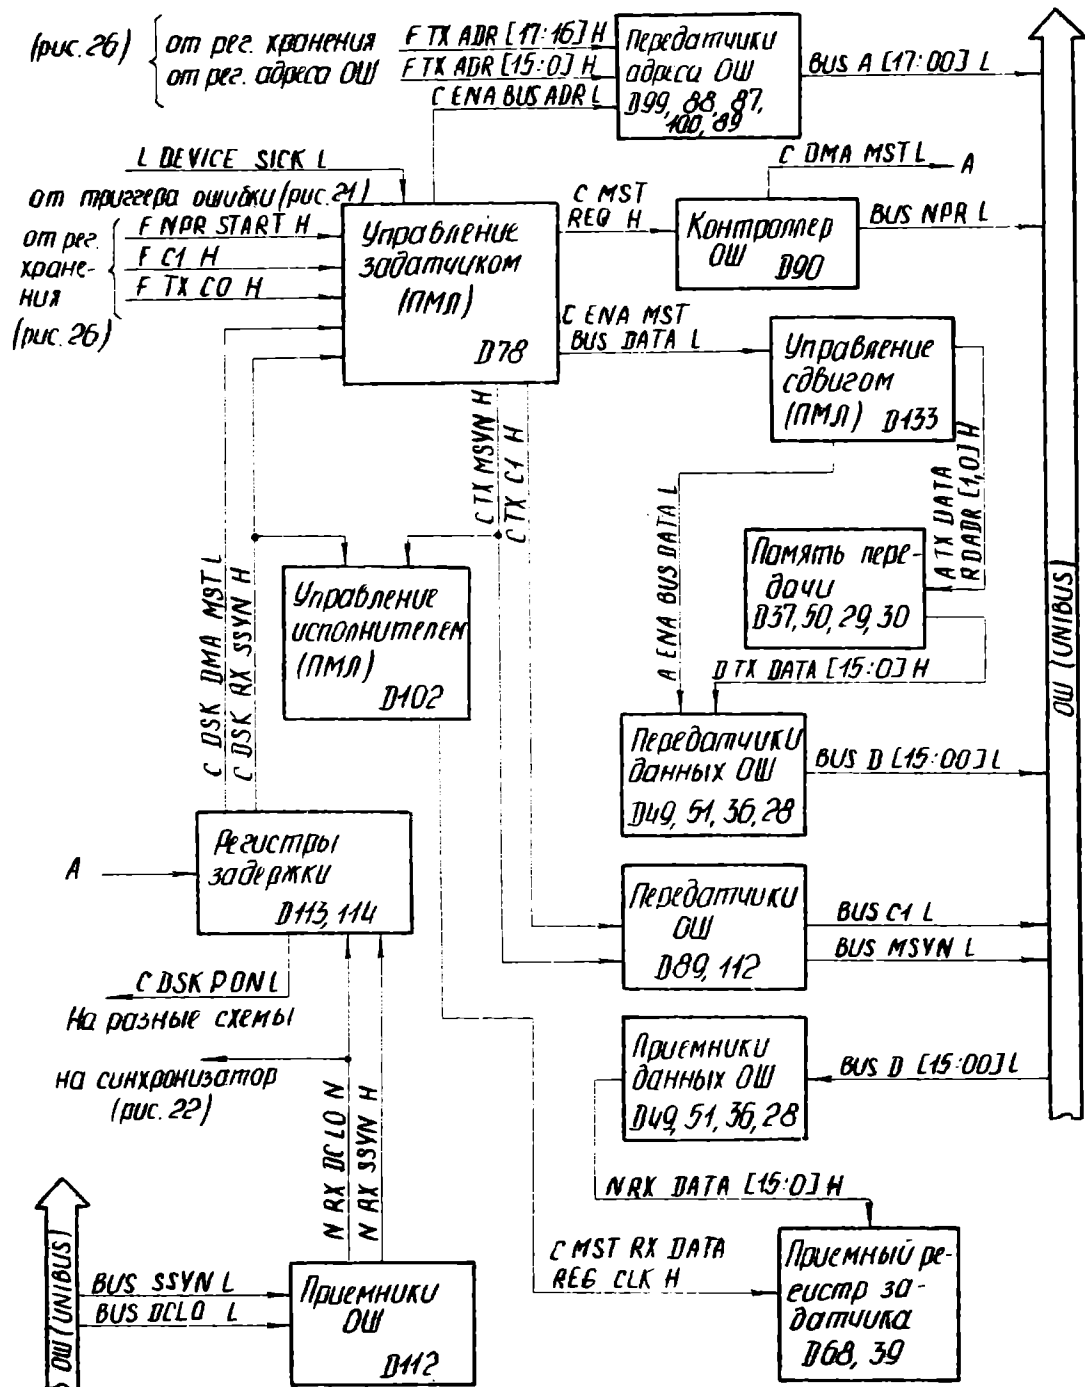 (рис. 26)
от рег. хранения
от рег. адреса ОШ
F TX ADR [17:16] H
F TX ADR [15:0] H
C ENA BUS ADR L
Передатчики
адреса ОШ
D99, 88, 87,
100, 89
BUS A [17:00] L
L DEVICE SICK L
от триггера ошибки (рис. 21)
от рег.
хране-
ния
(рис. 26)
F NPR START H
F C1 H
F TX CO H
Управление
задатчиком
(ПМЛ)
D78
C MST
REQ H
C DMA MST L
A
Контроллер
ОШ
D90
BUS NPR L
C ENA MST
BUS DATA L
Управление
сдвигом
(ПМЛ) D133
C TX MSYN H
C TX C1 H
A ENA BUS DATA L
A TX DATA
RDADR [1,0] H
Память пере-
дачи
D37, 50, 29, 30
D TX DATA [15:0] H
C DSK DMA MST L
C DSK RX SSYN H
Управление
исполнителем
(ПМЛ)
D102
Передатчики
данных ОШ
D49, 51, 36, 28
BUS D [15:00] L
ОШ (UNIBUS)
A
Регистры
задержки
D113, 114
Передатчики
ОШ
D89, 112
BUS C1 L
BUS MSYN L
C DSK PON L
На разные схемы
на синхронизатор
(рис. 22)
N RX DCLO N
N RX SSYN H
Приемники
данных ОШ
D49, 51, 36, 28
BUS D [15:00] L
N RX DATA [15:0] H
C MST RX DATA
REG CLK H
Приемный ре-
гистр за-
датчика
D68, 39
ОШ (UNIBUS)
BUS SSYN L
BUS DCLO L
Приемники
ОШ
D112